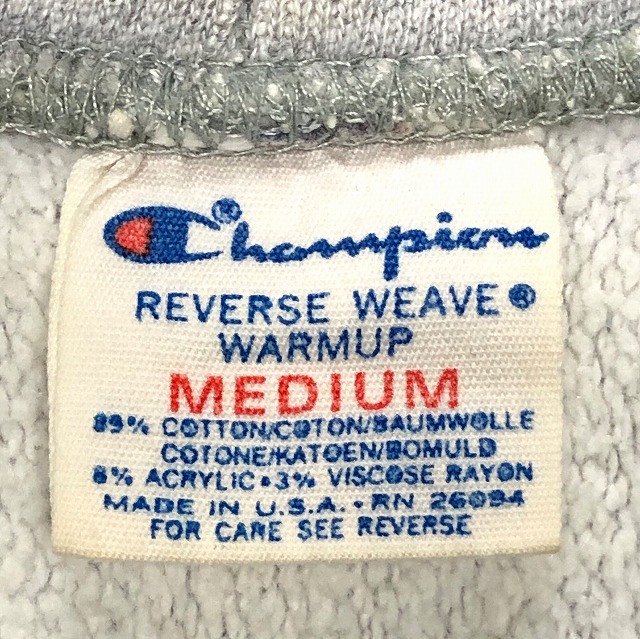 Champion®
REVERSE WEAVE®
WARMUP
MEDIUM
89% COTTON/COTON/BAUMWOLLE
COTONE/KATOEN/BOMULD
8% ACRYLIC•3% VISCOSE RAYON
MADE IN U.S.A. • RN 26094
FOR CARE SEE REVERSE